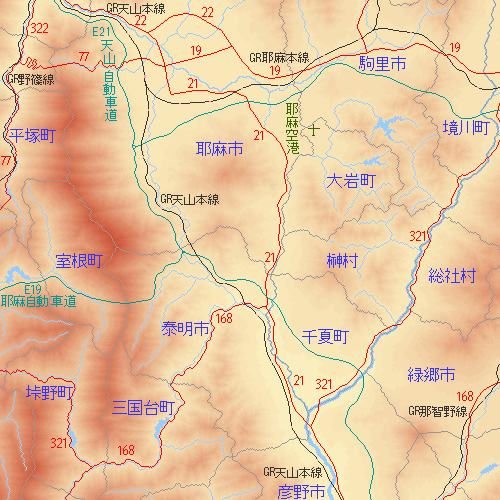 GR天山本線
22
322
E21
22
天山自動車道
77
19
GR耶麻本線
19
19
駒里市
GR野篠線
21
耶麻空港
境川町
平塚町
21
耶麻市
77
大岩町
GR天山本線
321
室根町
21
榊村
総社村
E19
耶麻自動車道
168
泰明市
千夏町
緑郷市
21
321
垰野町
168
三国台町
GR那智野線
321
168
GR天山本線
彦野市